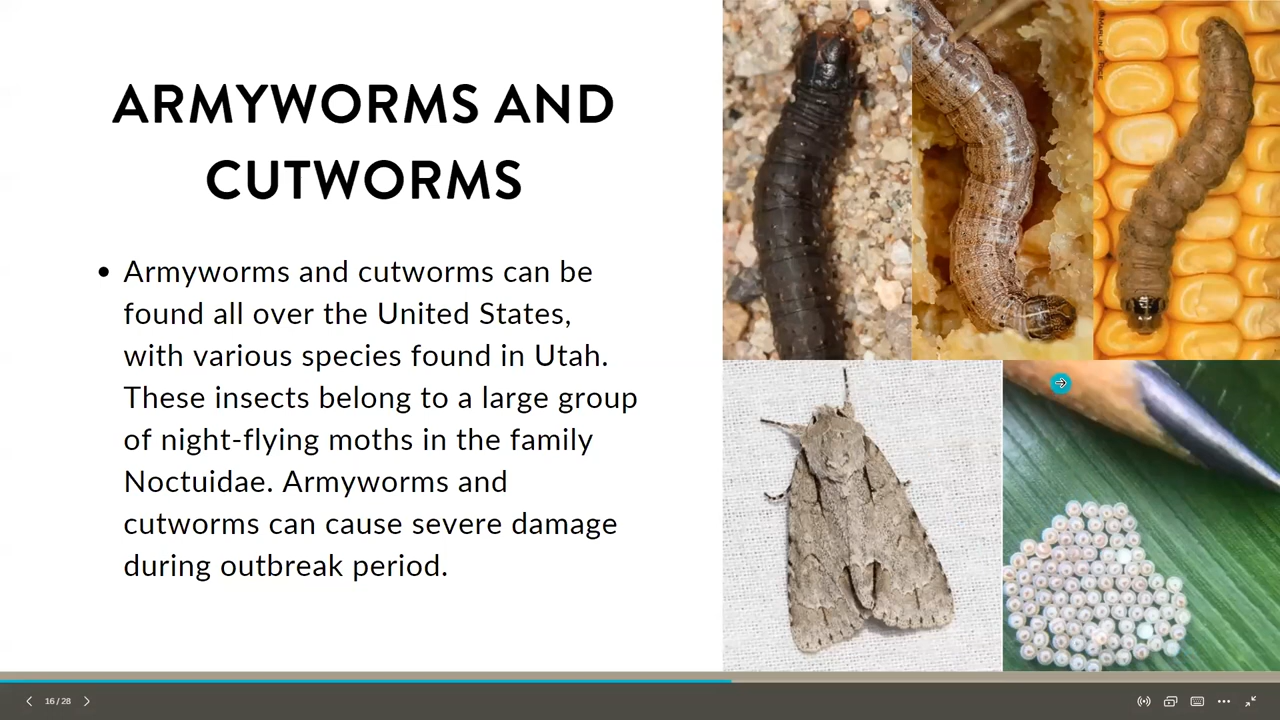 ARMYWORMS AND
CUTWORMS
• Armyworms and cutworms can be
found all over the United States,
with various species found in Utah.
These insects belong to a large group
of night-flying moths in the family
Noctuidae. Armyworms and
cutworms can cause severe damage
during outbreak period.
©MARLIN E. RICE
16 / 28